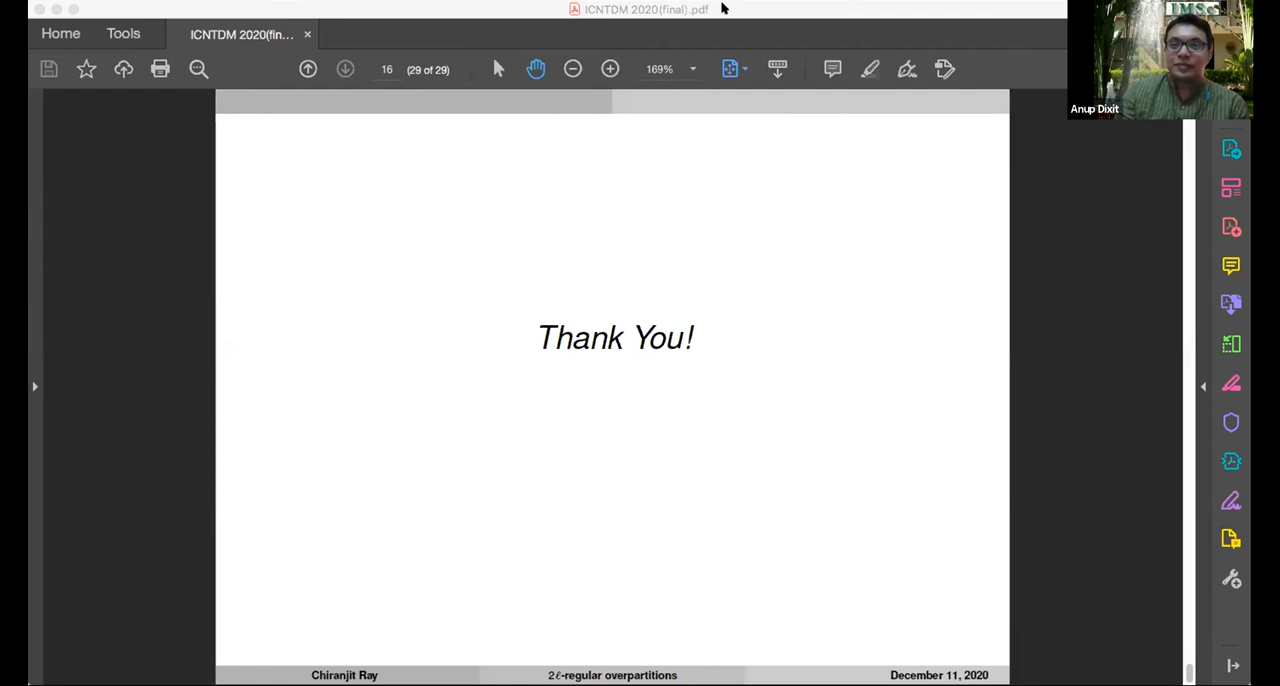 ICNTDM 2020(final).pdf
Home
Tools
ICNTDM 2020(fin...
×
16
(29 of 29)
169%
IMSc
Anup Dixit
Thank You!
Chiranjit Ray
2ℓ-regular overpartitions
December 11, 2020